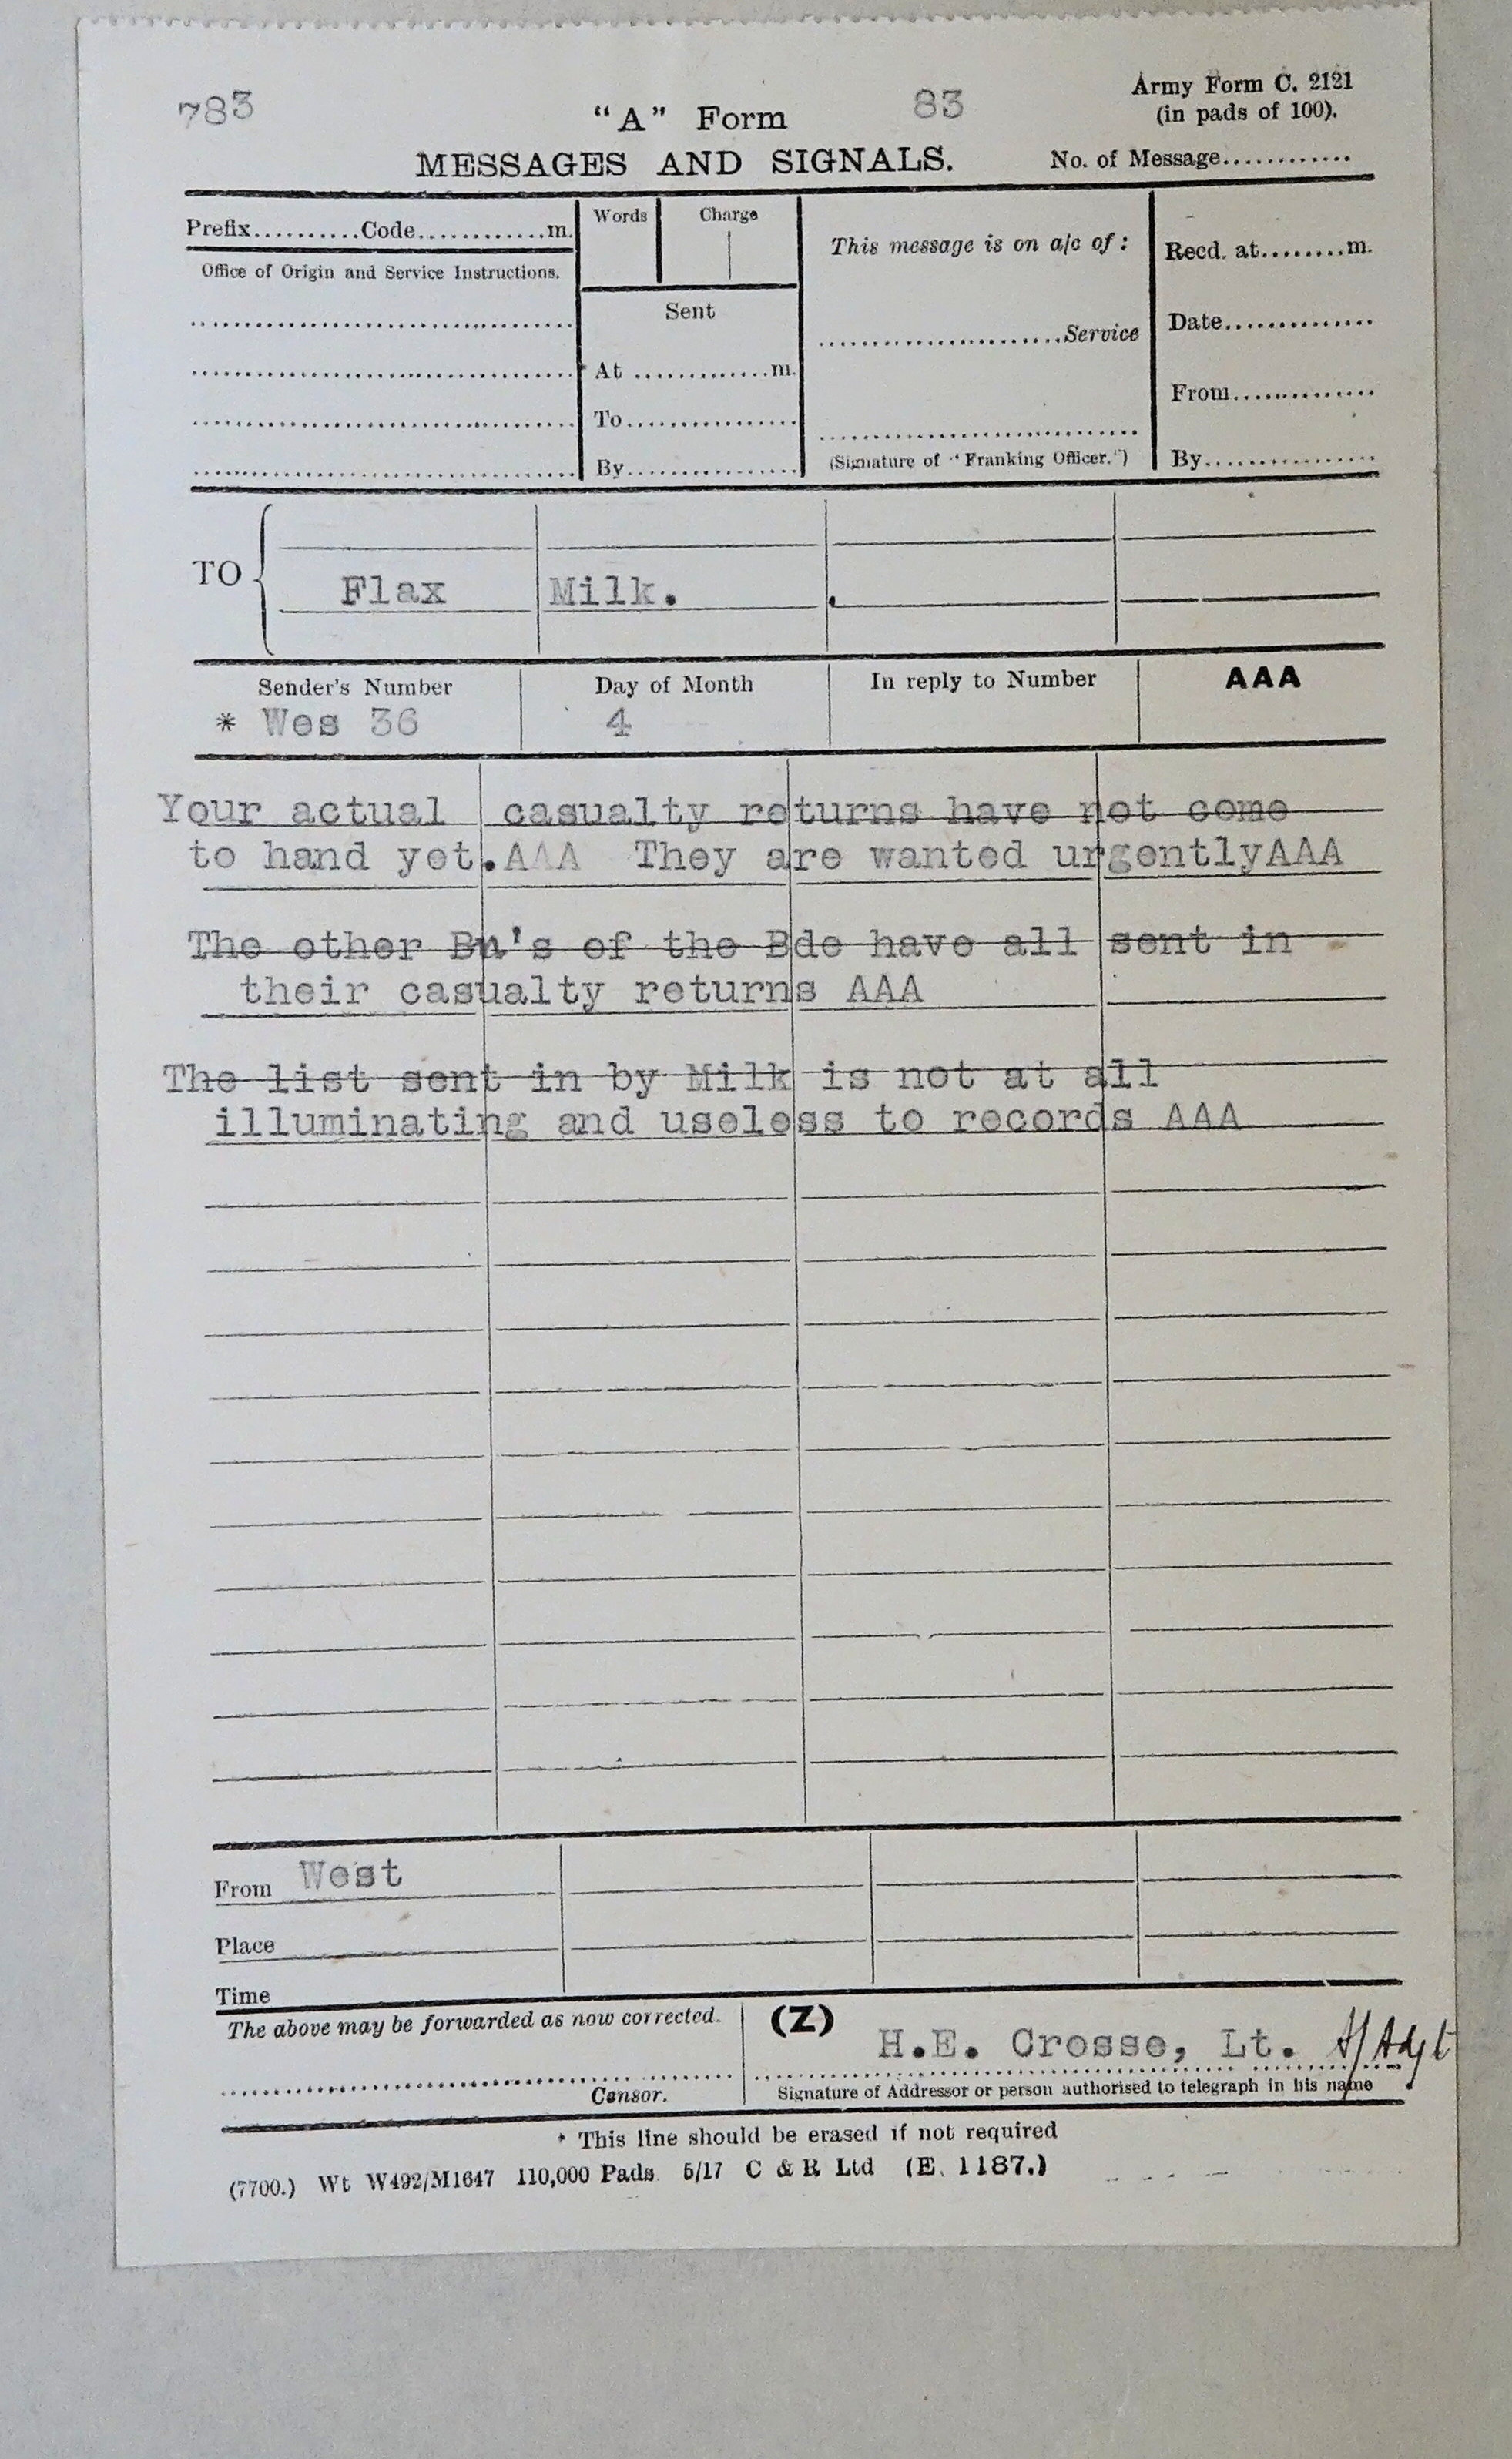 783
"A" Form
83
Army Form C. 2121
(in pads of 100).
MESSAGES AND SIGNALS.
No. of Message.............
Prefix..........Code.............m.
Words
Charge
This message is on a/c of :
Recd. at.........m.
Office of Origin and Service Instructions.
Sent
........................Service
Date...............
At .............m.
From...............
To.................
(Signature of "Franking Officer.")
By.................
By.................
TO
Flax
Milk.
Sender's Number
Day of Month
In reply to Number
AAA
* Wes 36
4
Your actual casualty returns have not come
to hand yet.AAA They are wanted urgentlyAAA
The other Bn's of the Bde have all sent in
their casualty returns AAA
The list sent in by Milk is not at all
illuminating and useless to records AAA
From West
Place
Time
The above may be forwarded as now corrected.
(Z)
H.E. Crosse, Lt. A/Adjt
Censor.
Signature of Addressor or person authorised to telegraph in his name
* This line should be erased if not required
(7700.) Wt W492/M1647 110,000 Pads 5/17 C & R Ltd (E. 1187.)